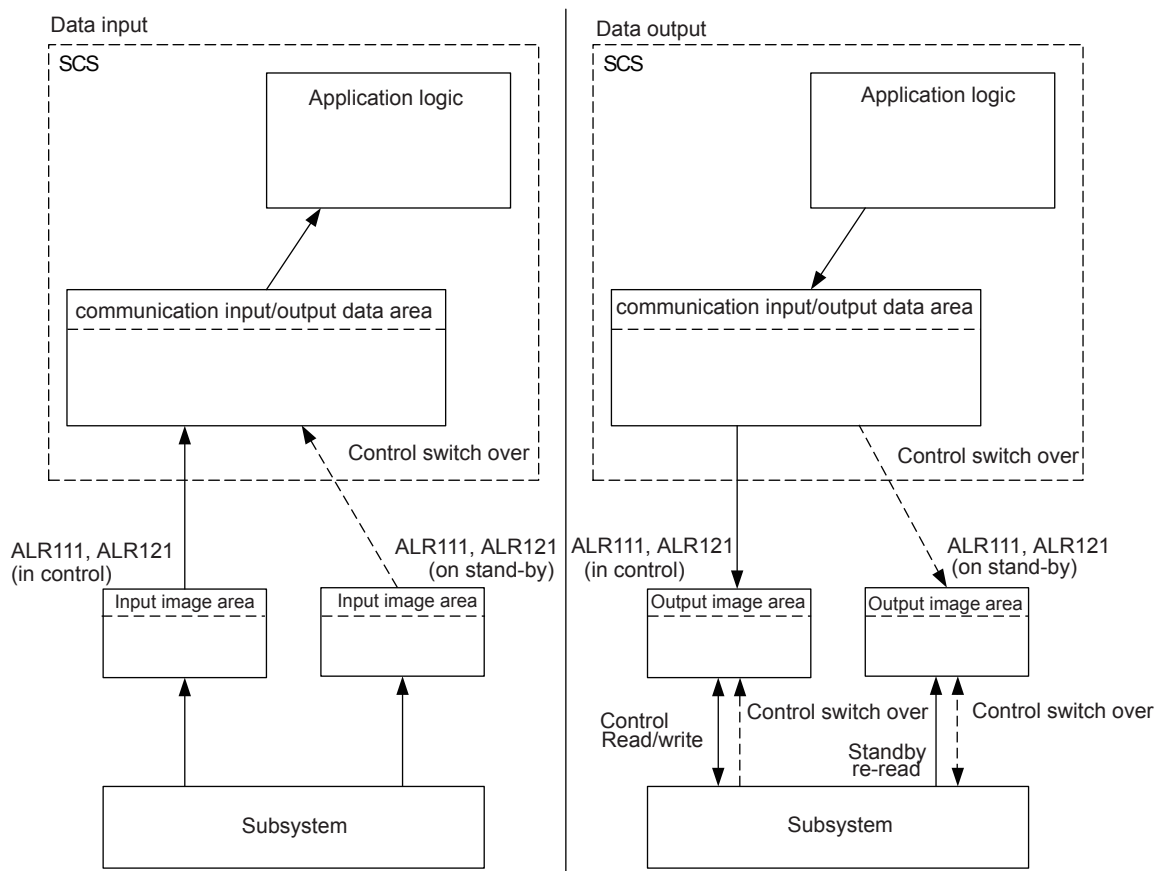 Data input
SCS
Application logic
communication input/output data area
Control switch over
ALR111, ALR121
(in control)
ALR111, ALR121
(on stand-by)
Input image area
Input image area
Subsystem
Data output
SCS
Application logic
communication input/output data area
Control switch over
ALR111, ALR121
(in control)
ALR111, ALR121
(on stand-by)
Output image area
Output image area
Control
Read/write
Control switch over
Standby
re-read
Control switch over
Subsystem